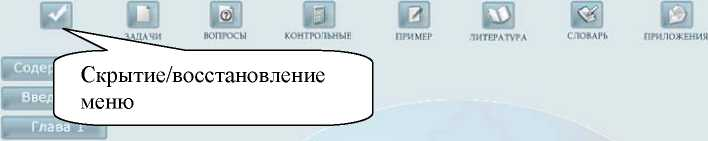 ЗАДАЧИ ВОПРОСЫ КОНТРОЛЬНЫЕ ПРИМЕР ЛИТЕРАТУРА СЛОВАРЬ ПРИЛОЖЕНИЯ
Скрытие/восстановление
меню
Глава 1